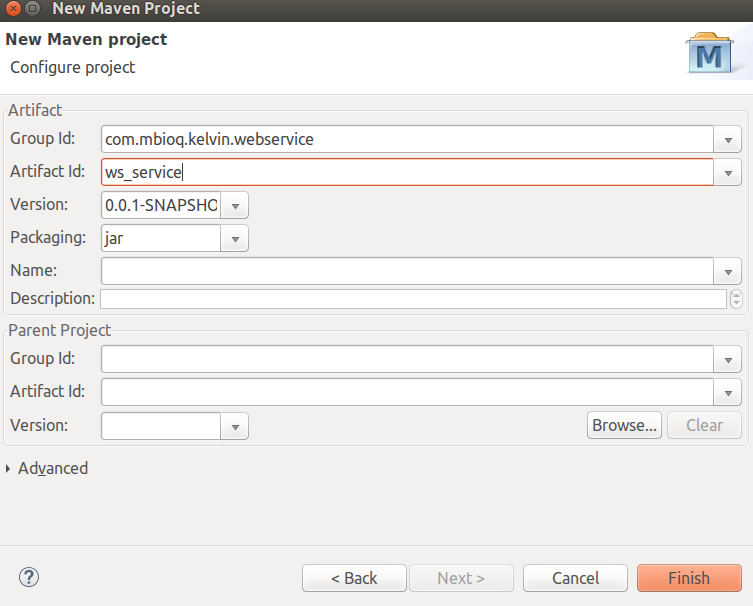 New Maven Project
New Maven project
Configure project
M
Artifact
Group Id: com.mbioq.kelvin.webservice
Artifact Id: ws_service
Version: 0.0.1-SNAPSHO
Packaging: jar
Name:
Description:
Parent Project
Group Id:
Artifact Id:
Version: Browse... Clear
Advanced
? < Back Next > Cancel Finish